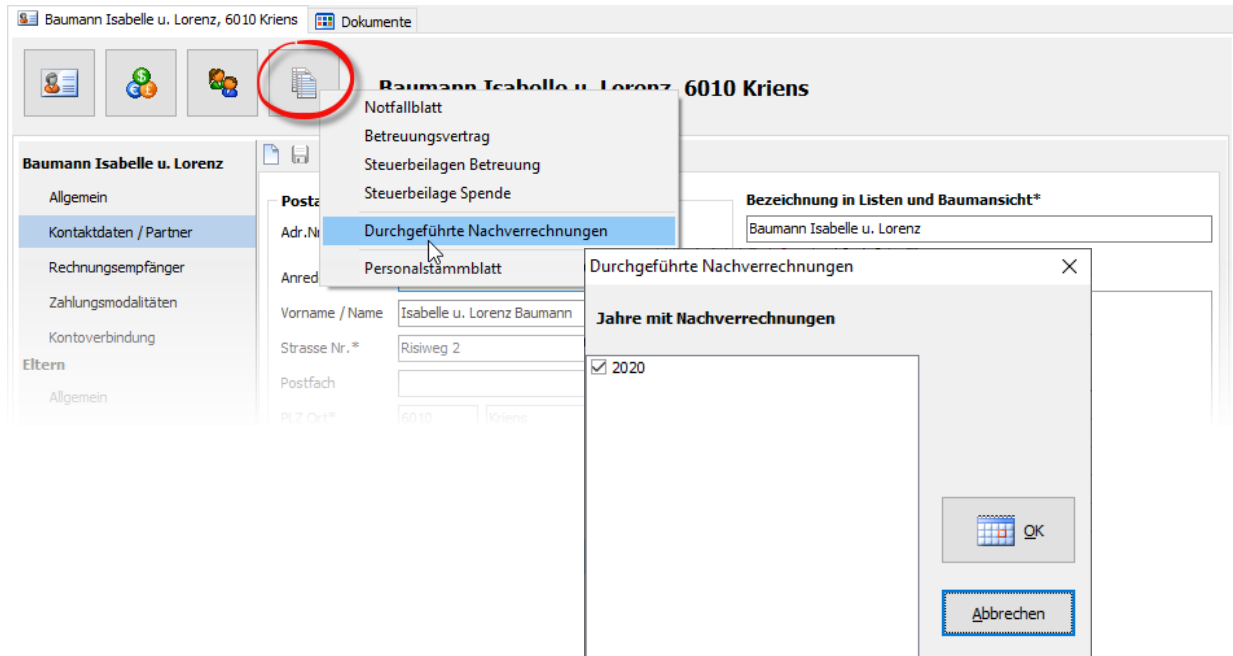 Baumann Isabelle u. Lorenz, 6010 Kriens
Dokumente
Baumann Isabelle u. Lorenz, 6010 Kriens
Notfallblatt
Betreuungsvertrag
Steuerbeilagen Betreuung
Steuerbeilage Spende
Durchgeführte Nachverrechnungen
Personalstammblatt
Baumann Isabelle u. Lorenz
Allgemein
Kontaktdaten / Partner
Rechnungsempfänger
Zahlungsmodalitäten
Kontoverbindung
Eltern
Allgemein
Posta
Adr.N
Anred
Vorname / Name Isabelle u. Lorenz Baumann
Strasse Nr.* Risiweg 2
Postfach
PLZ Ort* 6010 Kriens
Bezeichnung in Listen und Baumansicht*
Baumann Isabelle u. Lorenz
Durchgeführte Nachverrechnungen
Jahre mit Nachverrechnungen
2020
OK
Abbrechen